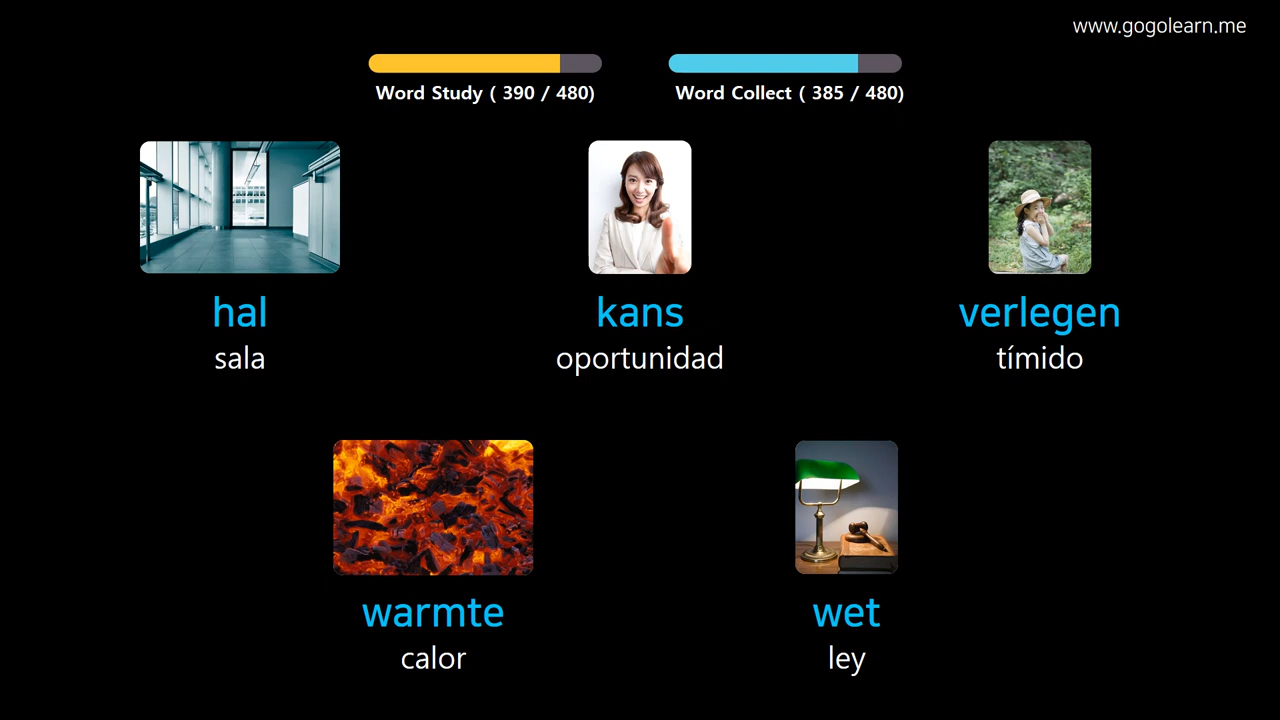 www.gogolearn.me
Word Study ( 390 / 480)
Word Collect ( 385 / 480)
hal
sala
kans
oportunidad
verlegen
tímido
warmte
calor
wet
ley